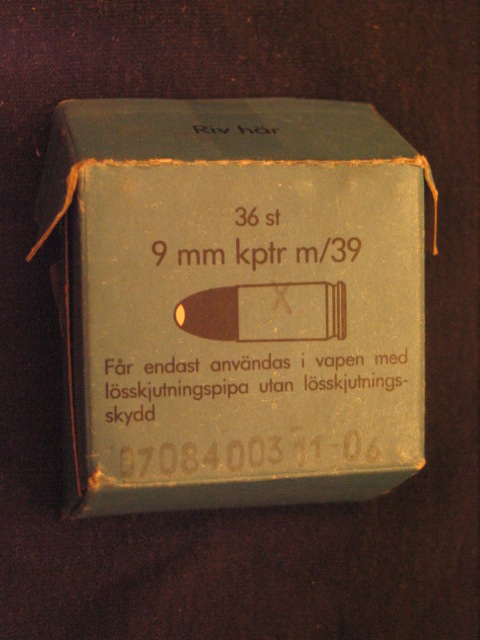 Riv här
36 st
9 mm kptr m/39
X
Får endast användas i vapen med
lösskjutningspipa utan lösskjutnings-
skydd
07084003 11-06